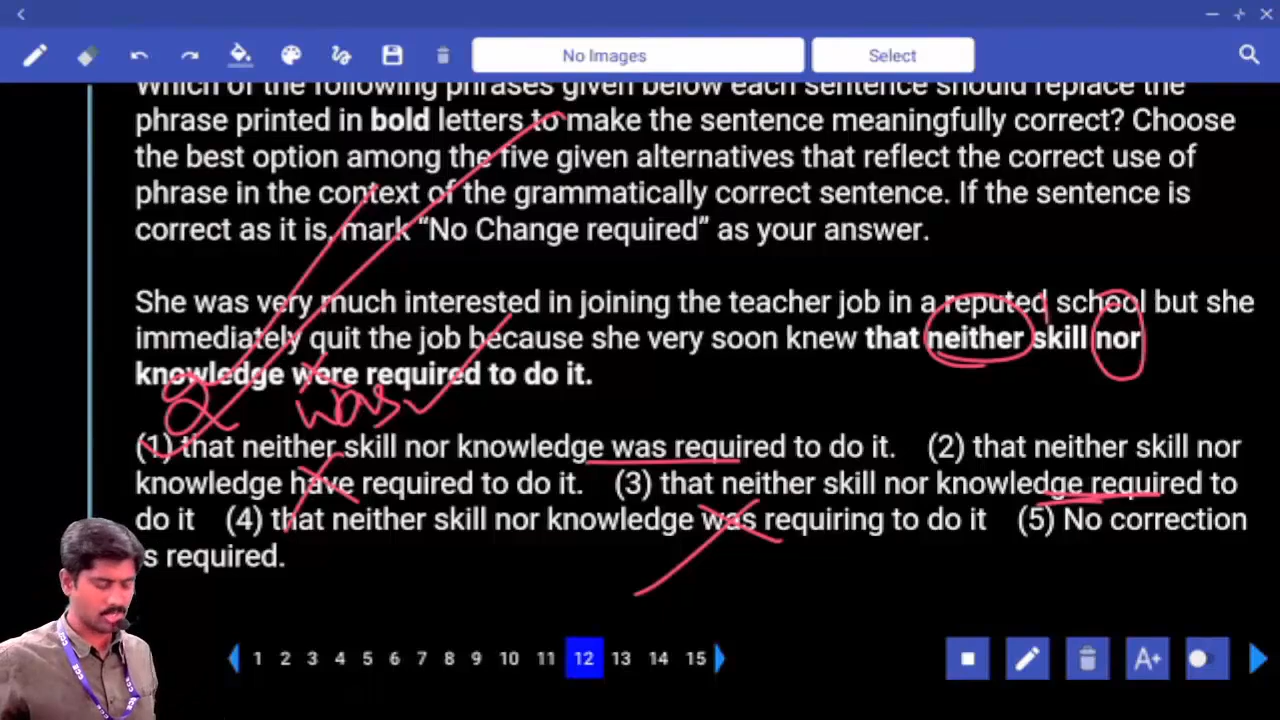 No Images
Select
Which of the following phrases given below each sentence should replace the
phrase printed in bold letters to make the sentence meaningfully correct? Choose
the best option among the five given alternatives that reflect the correct use of
phrase in the context of the grammatically correct sentence. If the sentence is
correct as it is, mark “No Change required” as your answer.
She was very much interested in joining the teacher job in a reputed school but she
immediately quit the job because she very soon knew that neither skill nor
knowledge were required to do it.
was
(1) that neither skill nor knowledge was required to do it. (2) that neither skill nor
knowledge have required to do it. (3) that neither skill nor knowledge required to
do it (4) that neither skill nor knowledge was requiring to do it (5) No correction
is required.
1 2 3 4 5 6 7 8 9 10 11 12 13 14 15
A+